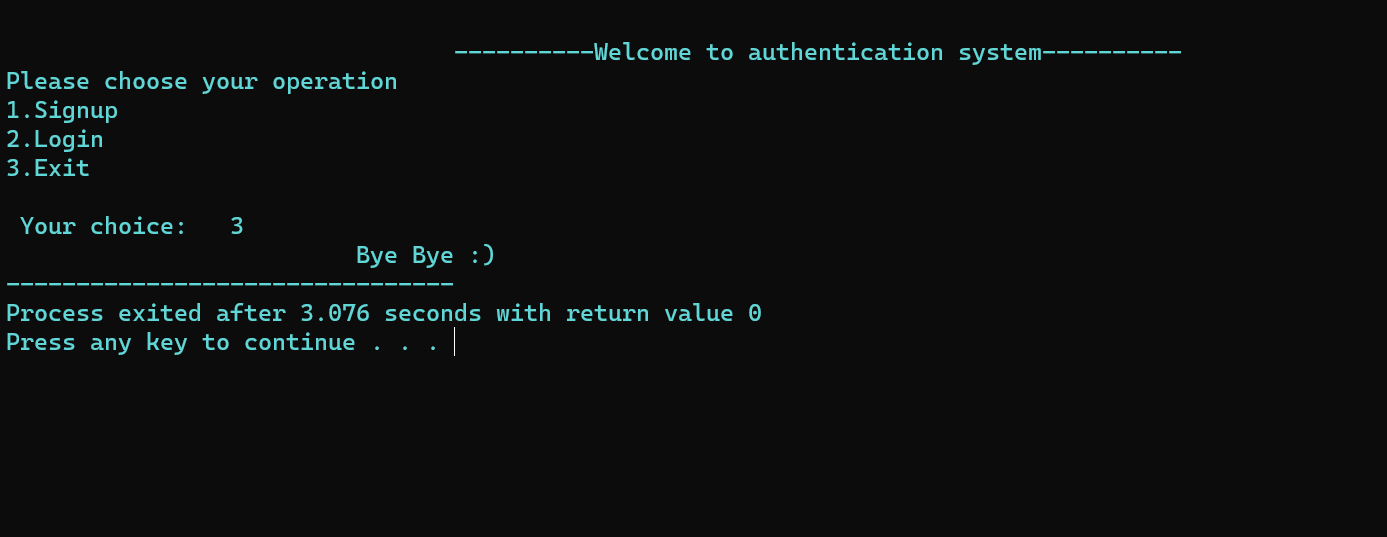 ----------Welcome to authentication system----------
Please choose your operation
1.Signup
2.Login
3.Exit
Your choice:   3
Bye Bye :)
--------------------------------
Process exited after 3.076 seconds with return value 0
Press any key to continue . . .